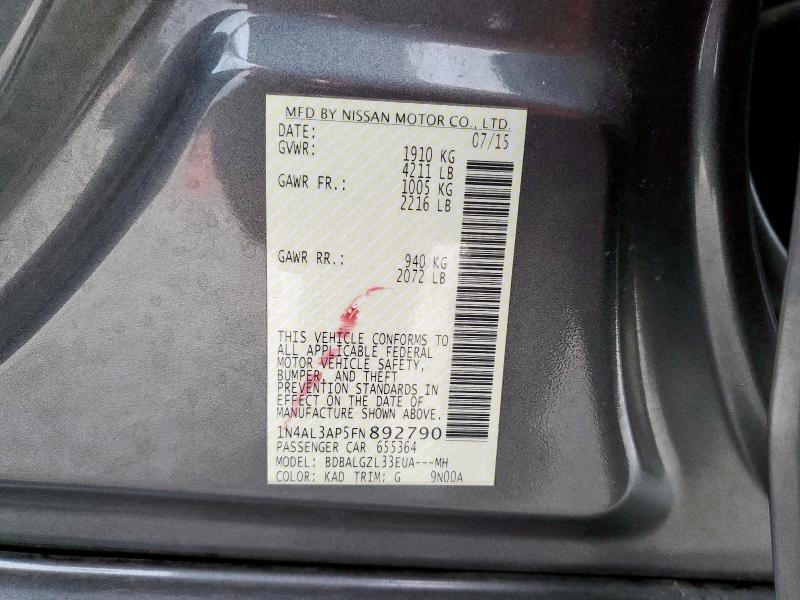 MFD BY NISSAN MOTOR CO., LTD.
DATE: 07/15
GVWR: 1910 KG
4211 LB
GAWR FR.: 1005 KG
2216 LB
GAWR RR.: 940 KG
2072 LB
THIS VEHICLE CONFORMS TO
ALL APPLICABLE FEDERAL
MOTOR VEHICLE SAFETY,
BUMPER, AND THEFT
PREVENTION STANDARDS IN
EFFECT ON THE DATE OF
MANUFACTURE SHOWN ABOVE.
1N4AL3AP5FN892790
PASSENGER CAR 655364
MODEL: BDBALGZL33EUA---MH
COLOR: KAD TRIM: G 9N00A